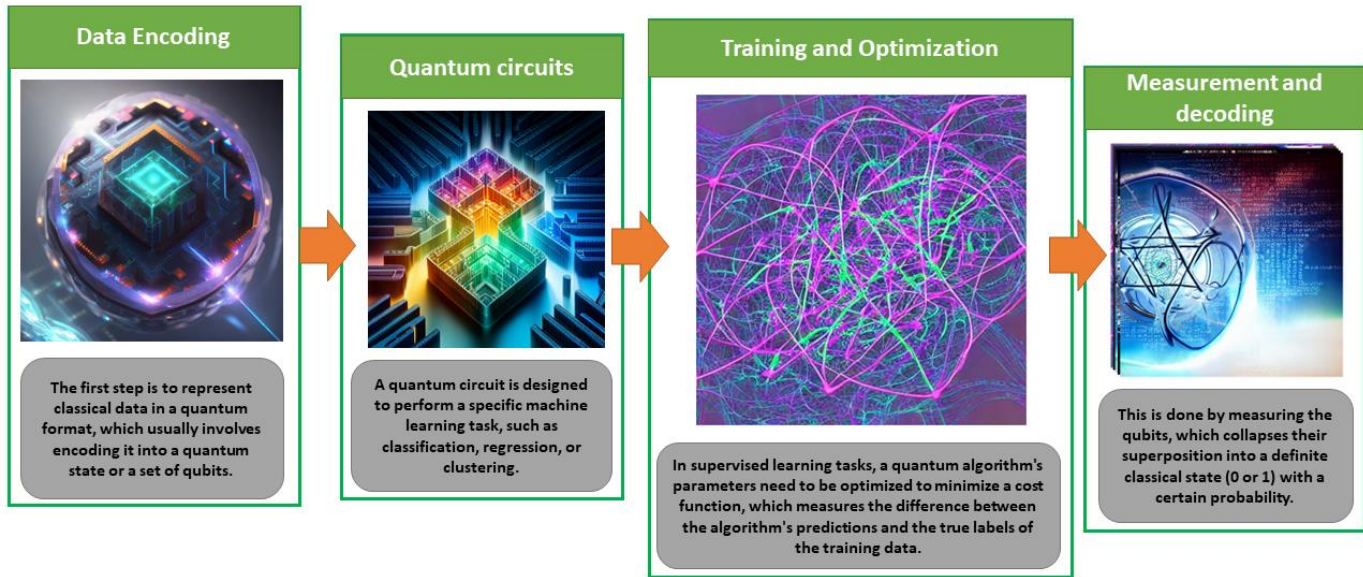 Data Encoding
The first step is to represent
classical data in a quantum
format, which usually involves
encoding it into a quantum
state or a set of qubits.
Quantum circuits
A quantum circuit is designed
to perform a specific machine
learning task, such as
classification, regression, or
clustering.
Training and Optimization
In supervised learning tasks, a quantum algorithm's
parameters need to be optimized to minimize a cost
function, which measures the difference between
the algorithm's predictions and the true labels of
the training data.
Measurement and
decoding
This is done by measuring the
qubits, which collapses their
superposition into a definite
classical state (0 or 1) with a
certain probability.